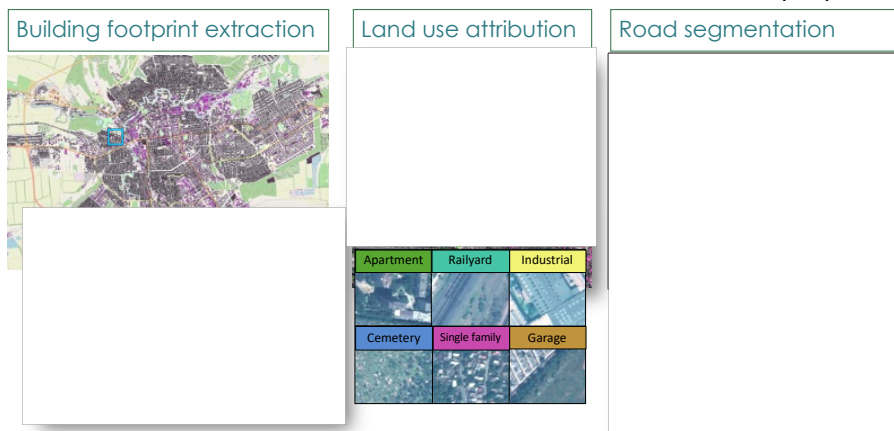 Building footprint extraction
Land use attribution
Road segmentation
Apartment Railyard Industrial
Cemetery Single family Garage